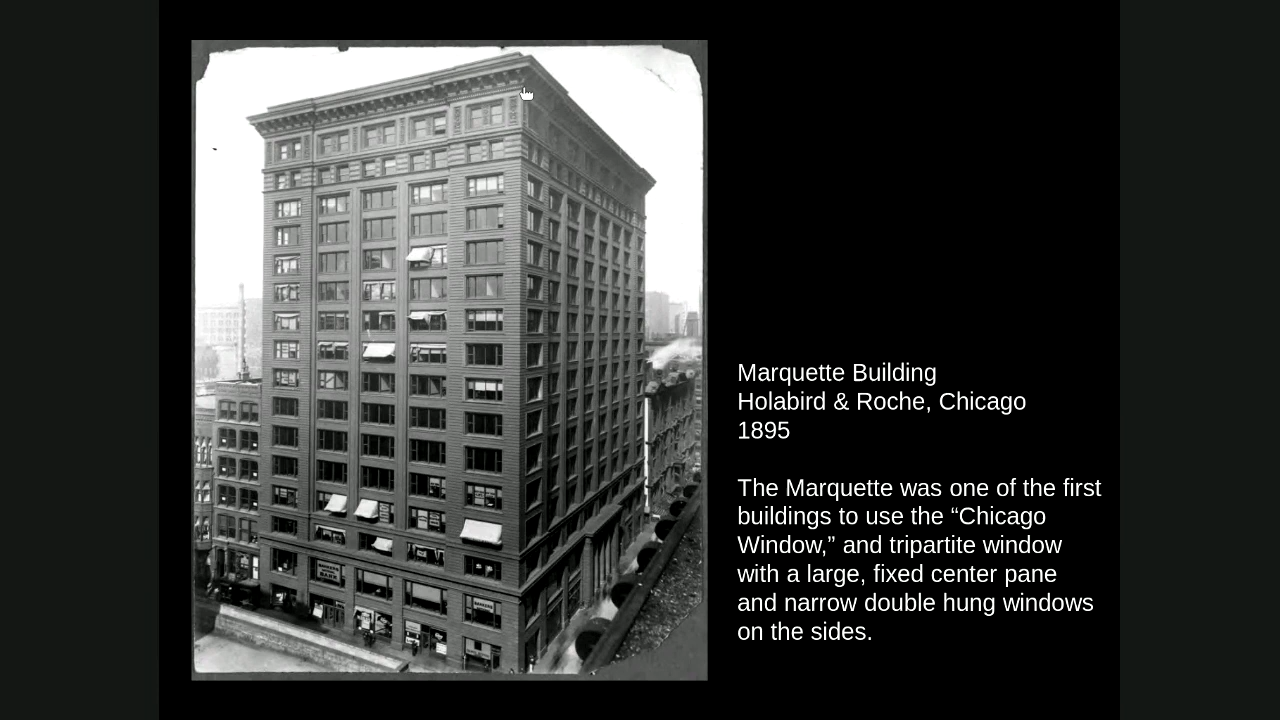 Marquette Building
Holabird & Roche, Chicago
1895
The Marquette was one of the first
buildings to use the “Chicago
Window,” and tripartite window
with a large, fixed center pane
and narrow double hung windows
on the sides.